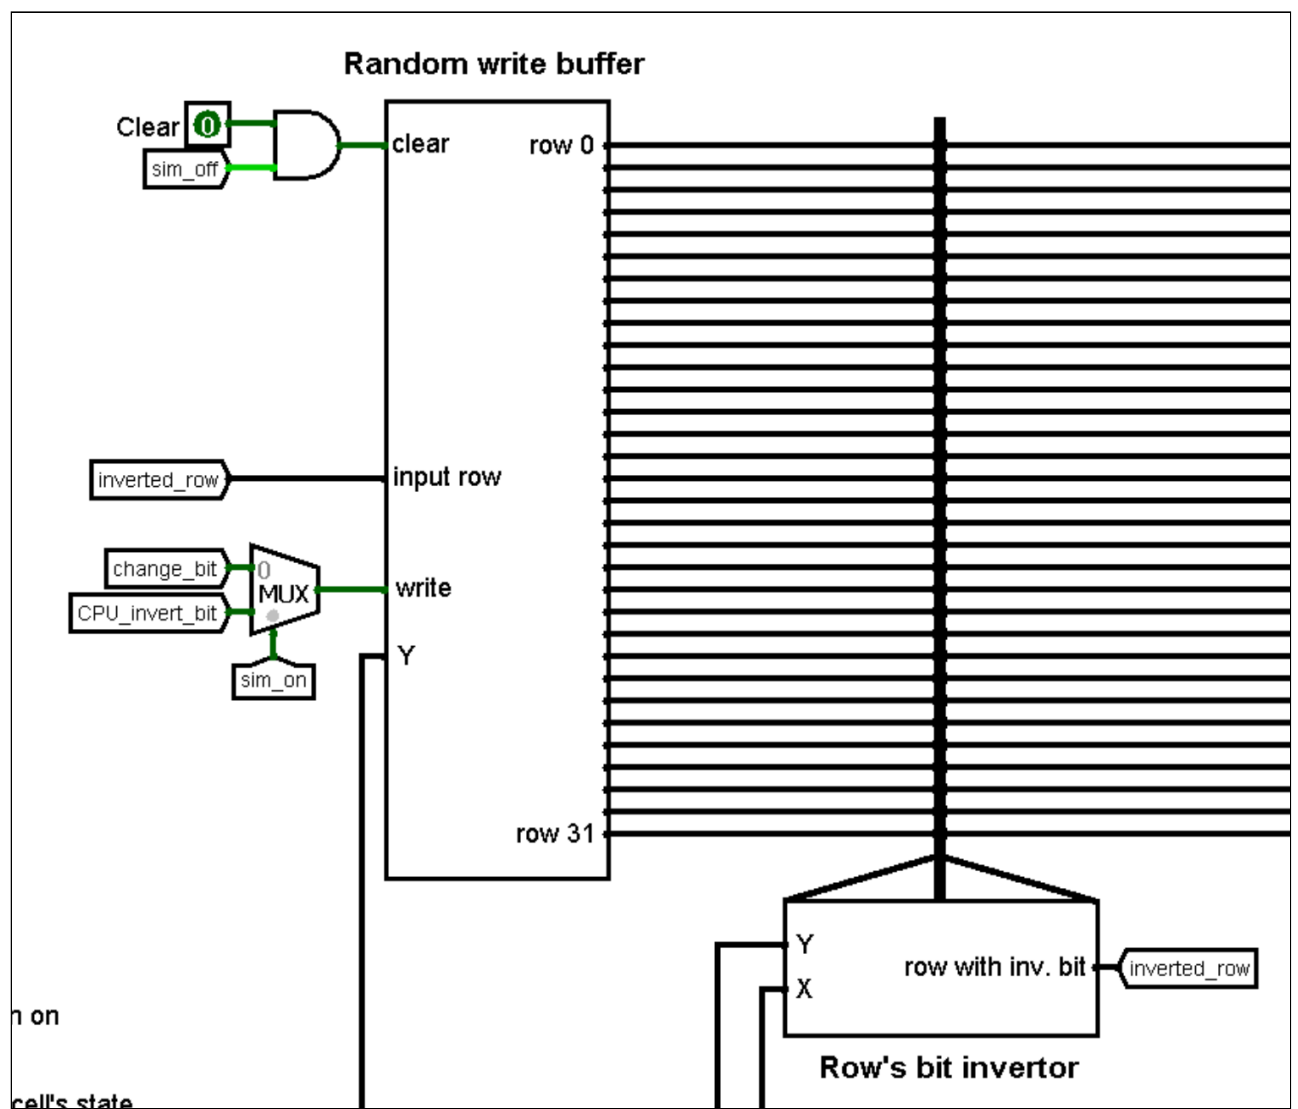 Random write buffer
Clear 0
clear
row 0
sim_off
inverted_row
input row
change_bit
0
MUX
write
CPU_invert_bit
Y
sim_on
row 31
Y
row with inv. bit
inverted_row
X
n on
Row's bit invertor
cell's state